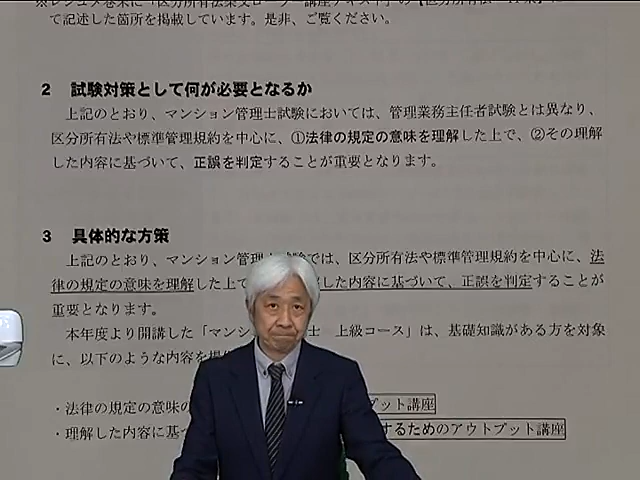 て記述した箇所を掲載しています。是非、ご覧ください。
2 試験対策として何が必要となるか
上記のとおり、マンション管理士試験においては、管理業務主任者試験とは異なり、
区分所有法や標準管理規約を中心に、①法律の規定の意味を理解した上で、②その理解
した内容に基づいて、正誤を判定することが重要となります。
3 具体的な方策
上記のとおり、マンション管理士試験では、区分所有法や標準管理規約を中心に、法
律の規定の意味を理解した上で した内容に基づいて、正誤を判定することが
重要となります。
本年度より開講した「マンシ 士 上級コース」は、基礎知識がある方を対象
に、以下のような内容を
・法律の規定の意味の プット講座
・理解した内容に基づ するためのアウトプット講座